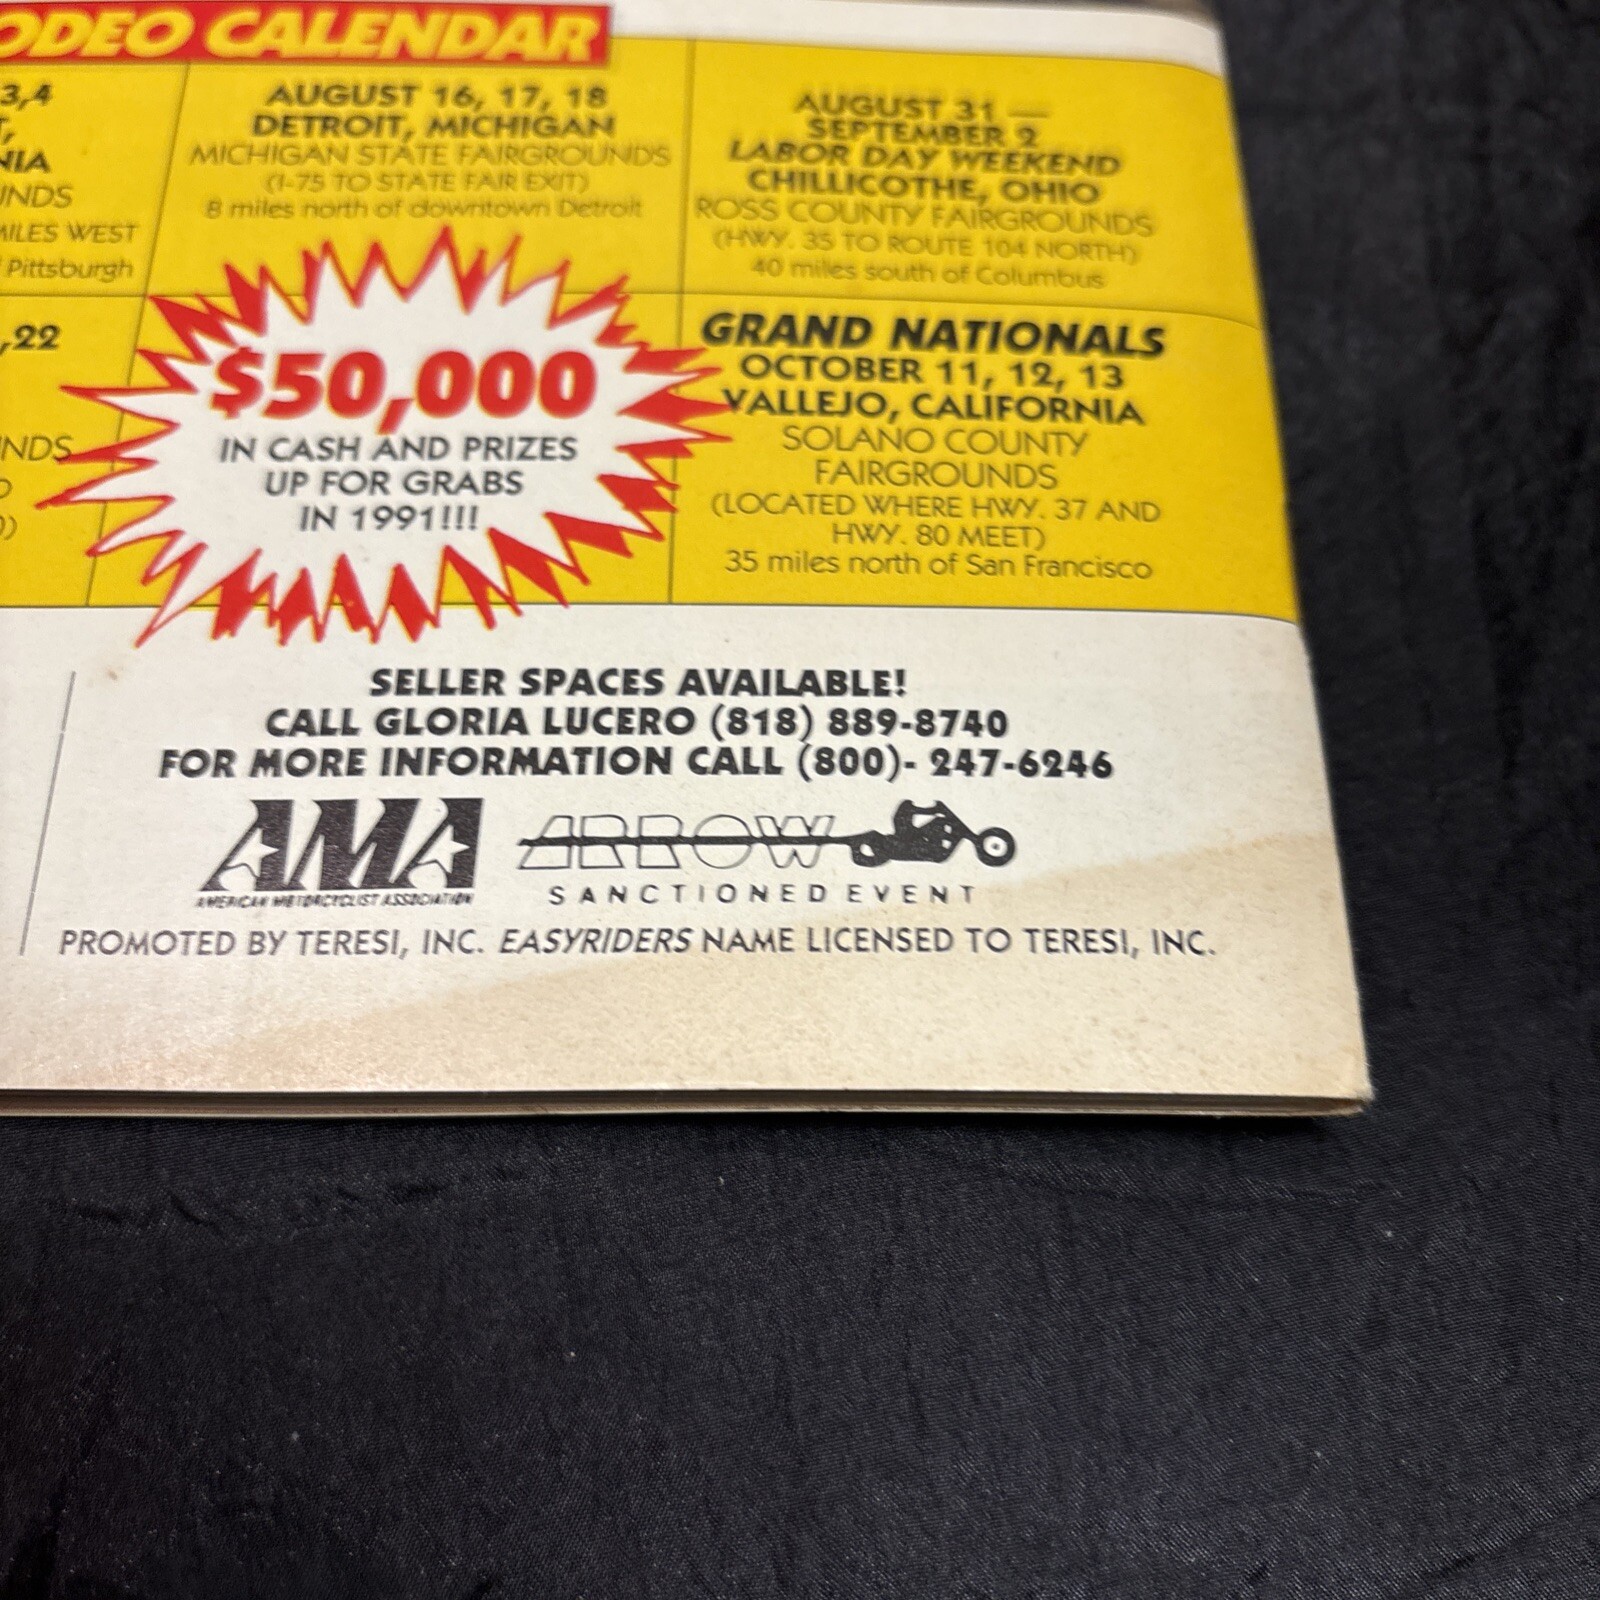 ODEO CALENDAR
3,4
NIA
UNDS
MILES WEST
Pittsburgh
,22
NDS
AUGUST 16, 17, 18
DETROIT, MICHIGAN
MICHIGAN STATE FAIRGROUNDS
(I-75 TO STATE FAIR EXIT)
8 miles north of downtown Detroit
AUGUST 31 —
SEPTEMBER 2
LABOR DAY WEEKEND
CHILLICOTHE, OHIO
ROSS COUNTY FAIRGROUNDS
(HWY. 35 TO ROUTE 104 NORTH)
40 miles south of Columbus
$50,000
IN CASH AND PRIZES
UP FOR GRABS
IN 1991!!!
GRAND NATIONALS
OCTOBER 11, 12, 13
VALLEJO, CALIFORNIA
SOLANO COUNTY
FAIRGROUNDS
(LOCATED WHERE HWY. 37 AND
HWY. 80 MEET)
35 miles north of San Francisco
SELLER SPACES AVAILABLE!
CALL GLORIA LUCERO (818) 889-8740
FOR MORE INFORMATION CALL (800)- 247-6246
AMA
AMERICAN MOTORCYCLIST ASSOCIATION
ARROW
SANCTIONED EVENT
PROMOTED BY TERESI, INC. EASYRIDERS NAME LICENSED TO TERESI, INC.